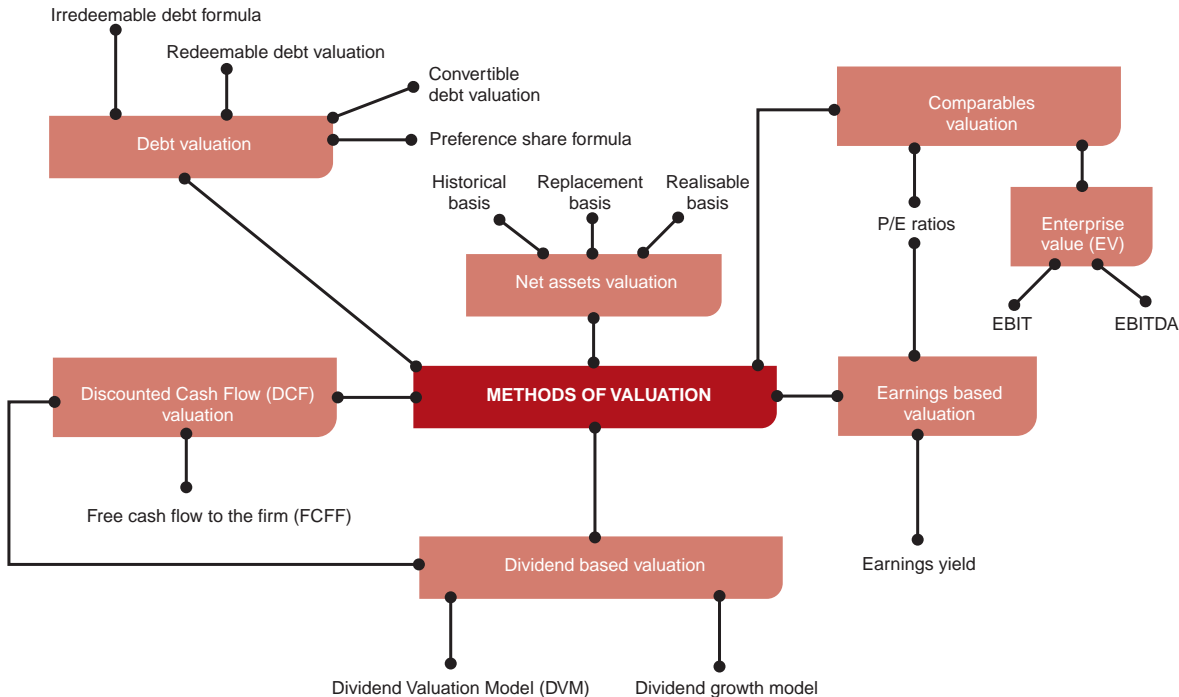 Irredeemable debt formula
Redeemable debt valuation
Convertible
debt valuation
Debt valuation
Preference share formula
Comparables
valuation
Historical
basis
Replacement
basis
Realisable
basis
P/E ratios
Enterprise
value (EV)
Net assets valuation
EBIT
EBITDA
Discounted Cash Flow (DCF)
valuation
METHODS OF VALUATION
Earnings based
valuation
Free cash flow to the firm (FCFF)
Dividend based valuation
Earnings yield
Dividend Valuation Model (DVM)
Dividend growth model